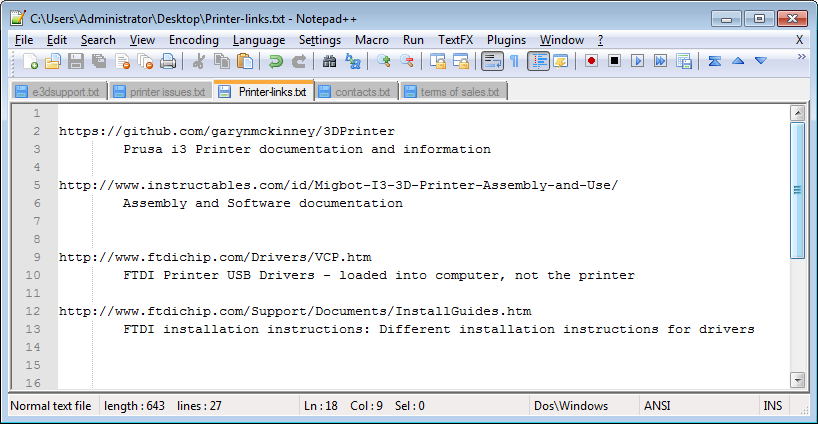 C:\Users\Administrator\Desktop\Printer-links.txt - Notepad++
File Edit Search View Encoding Language Settings Macro Run TextFX Plugins Window ? X
e3dsupport.txt printer issues.txt Printer-links.txt contacts.txt terms of sales.txt
1
2 https://github.com/garynmckinney/3DPrinter
3 Prusa i3 Printer documentation and information
4
5 http://www.instructables.com/id/Migbot-I3-3D-Printer-Assembly-and-Use/
6 Assembly and Software documentation
7
8
9 http://www.ftdichip.com/Drivers/VCP.htm
10 FTDI Printer USB Drivers - loaded into computer, not the printer
11
12 http://www.ftdichip.com/Support/Documents/InstallGuides.htm
13 FTDI installation instructions: Different installation instructions for drivers
14
15
16
Normal text file length : 643 lines : 27 Ln : 18 Col : 9 Sel : 0 Dos\Windows ANSI INS